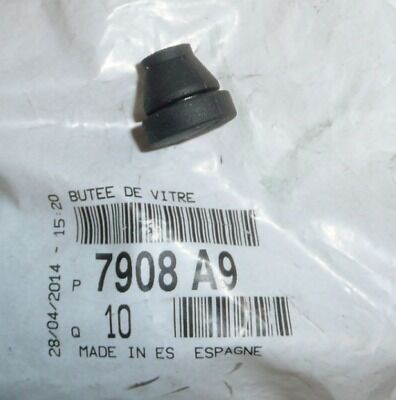 BUTEE DE VITRE
P 7908 A9
Q 10
MADE IN ES ESPAGNE
28/04/2014 - 15:20